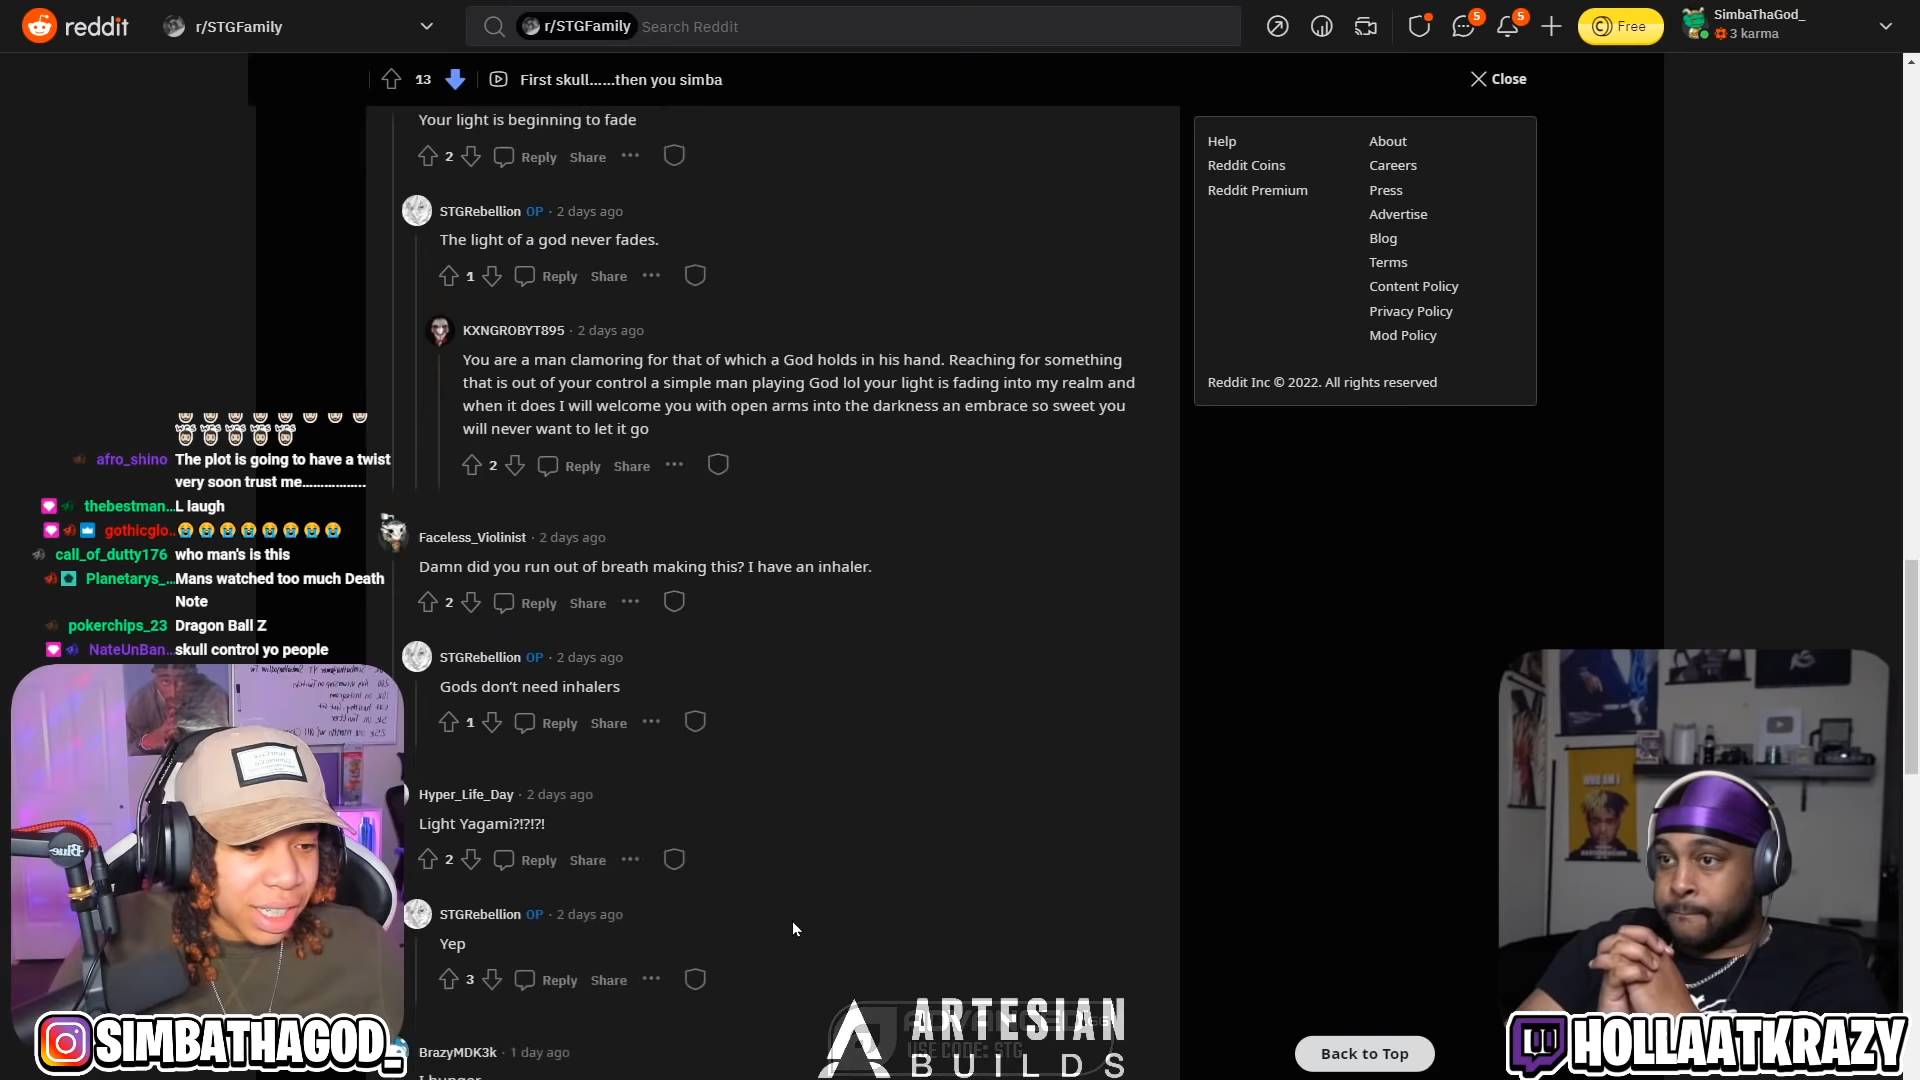 reddit
r/STGFamily
r/STGFamily
Search Reddit
5
5
Free
SimbaThaGod_
3 karma
13
First skull......then you simba
Close
Your light is beginning to fade
2
Reply
Share
STGRebellion OP · 2 days ago
The light of a god never fades.
1
Reply
Share
KXNGROBYT895 · 2 days ago
You are a man clamoring for that of which a God holds in his hand. Reaching for something
that is out of your control a simple man playing God lol your light is fading into my realm and
when it does I will welcome you with open arms into the darkness an embrace so sweet you
will never want to let it go
2
Reply
Share
Faceless_Violinist · 2 days ago
Damn did you run out of breath making this? I have an inhaler.
2
Reply
Share
STGRebellion OP · 2 days ago
Gods don't need inhalers
1
Reply
Share
Hyper_Life_Day · 2 days ago
Light Yagami?!?!?!
2
Reply
Share
STGRebellion OP · 2 days ago
Yep
3
Reply
Share
BrazyMDK3k · 1 day ago
Help
Reddit Coins
Reddit Premium
About
Careers
Press
Advertise
Blog
Terms
Content Policy
Privacy Policy
Mod Policy
Reddit Inc © 2022. All rights reserved
afro_shino The plot is going to have a twist
very soon trust me................
thebestman... L laugh
gothicglo..
call_of_dutty176 who man's is this
Planetarys_... Mans watched too much Death
Note
pokerchips_23 Dragon Ball Z
NateUnBan... skull control yo people
Blue
SIMBATHAGOD_
ARTESIAN
BUILDS
USE CODE: STG
Back to Top
WHO AM I
HOLLAATKRAZY